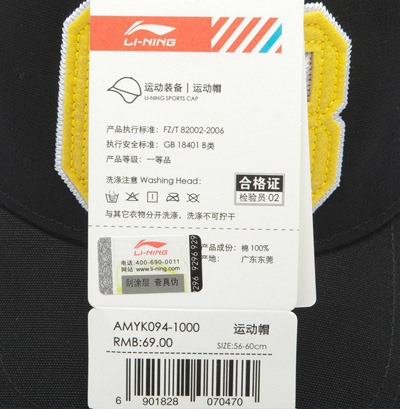 LI-NING
运动装备｜运动帽
LI-NING SPORTS CAP
产品执行标准: FZ/T 82002-2006
执行安全标准: GB 18401 B类
产品等级: 一等品
洗涤注意 Washing Head:
合格证
检验员:02
与其它衣物分开洗涤，洗涤不可拧干
LI-NING
电话 400-690-0011
网站 www.li-ning.com
刮涂层 查真伪
296 9296 929
产品成份: 棉 100%
产地: 广东东莞
AMYK094-1000 运动帽
RMB:69.00 SIZE:56-60cm
6 901828 070470